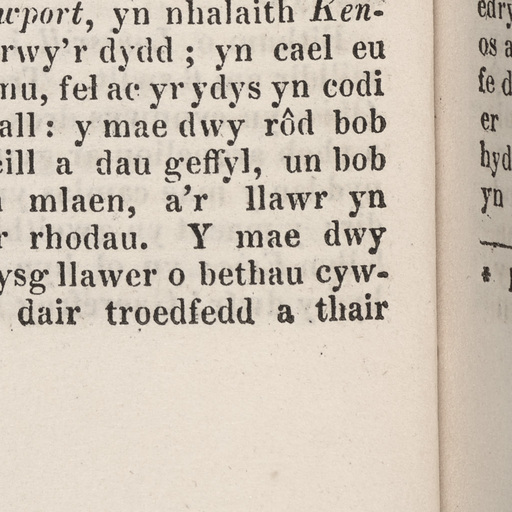 yn nhalaith Ken-
rwy'r dydd ; yn cael eu
nu, fel ac yr ydys yn codi
all : y mae dwy rôd bob
eill a dau geffyl, un bob
mlaen, a'r llawr yn
rhodau. Y mae dwy
ysg llawer o bethau cyw-
dair troedfedd a thair
edry
os a
fe d
er
hyd
yn